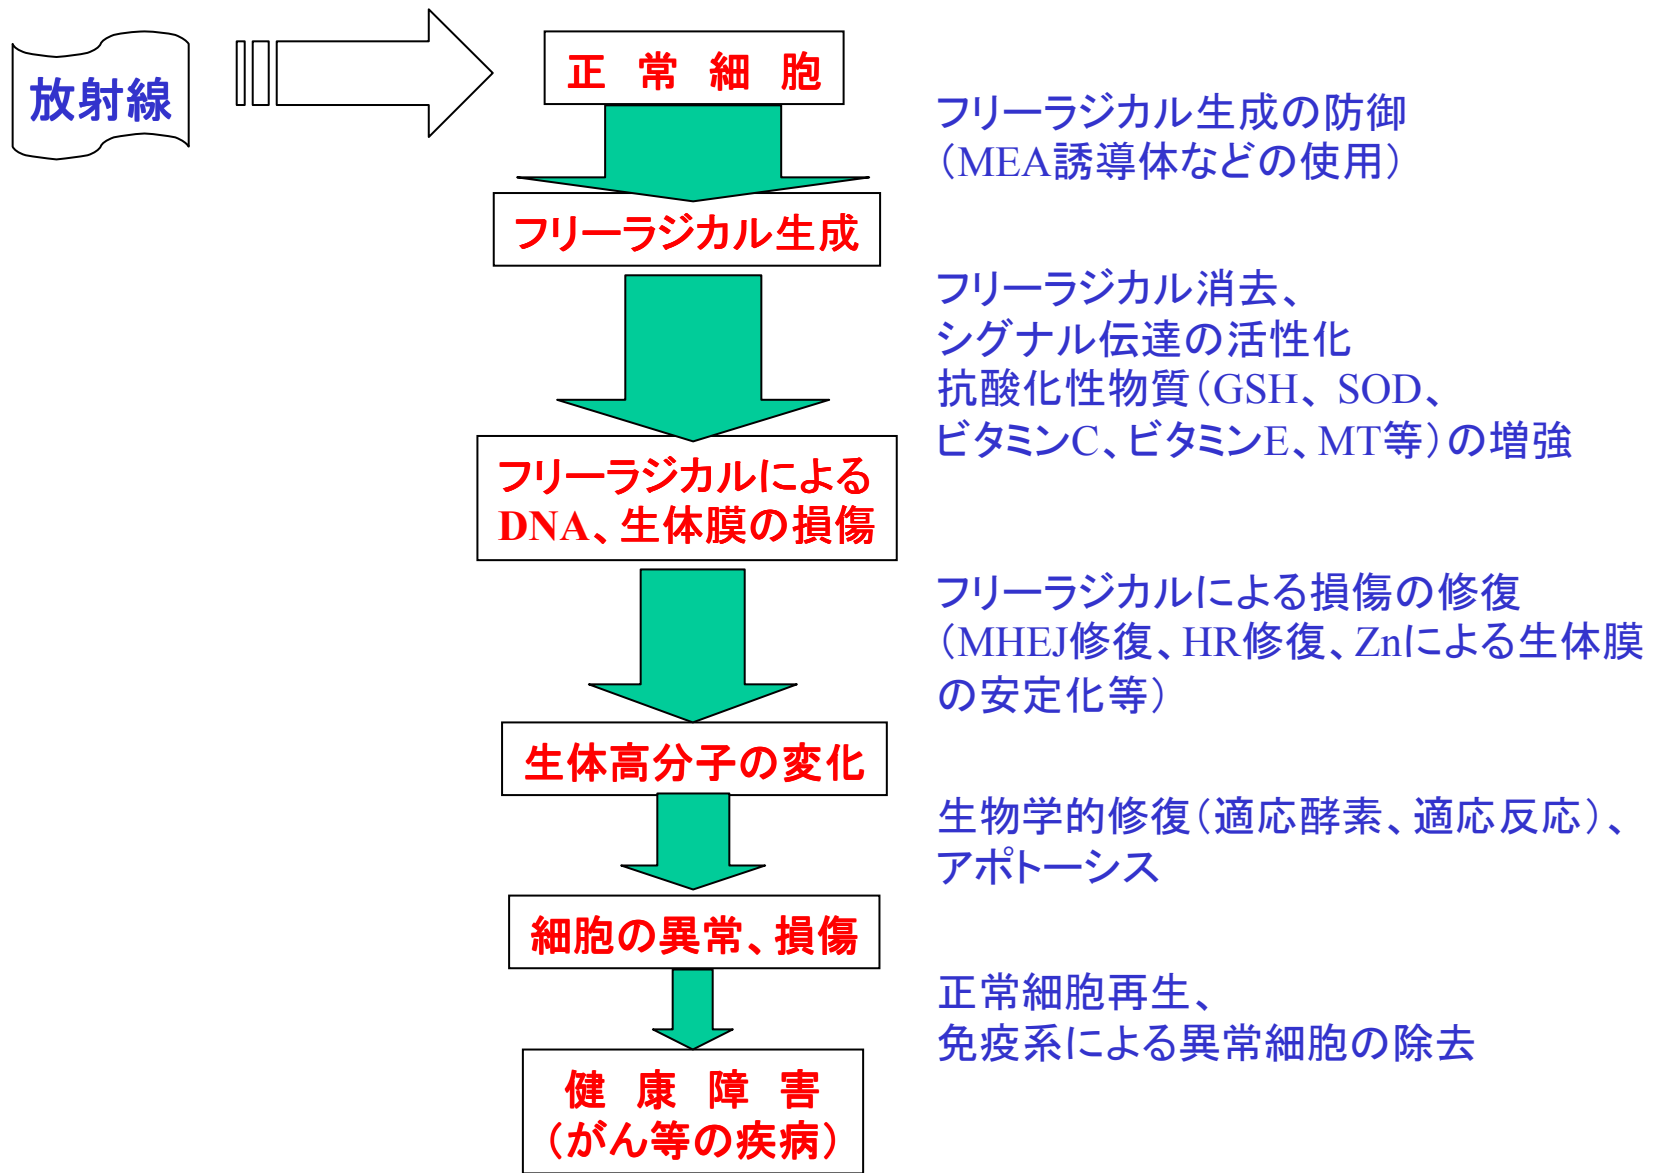 放射線
正　常　細　胞
フリーラジカル生成の防御
（MEA誘導体などの使用）
フリーラジカル生成
フリーラジカル消去、
シグナル伝達の活性化
抗酸化性物質（GSH、SOD、
ビタミンC、ビタミンE、MT等）の増強
フリーラジカルによる
DNA、生体膜の損傷
フリーラジカルによる損傷の修復
（MHEJ修復、HR修復、Znによる生体膜
の安定化等）
生体高分子の変化
生物学的修復（適応酵素、適応反応）、
アポトーシス
細胞の異常、損傷
正常細胞再生、
免疫系による異常細胞の除去
健　康　障　害
（がん等の疾病）